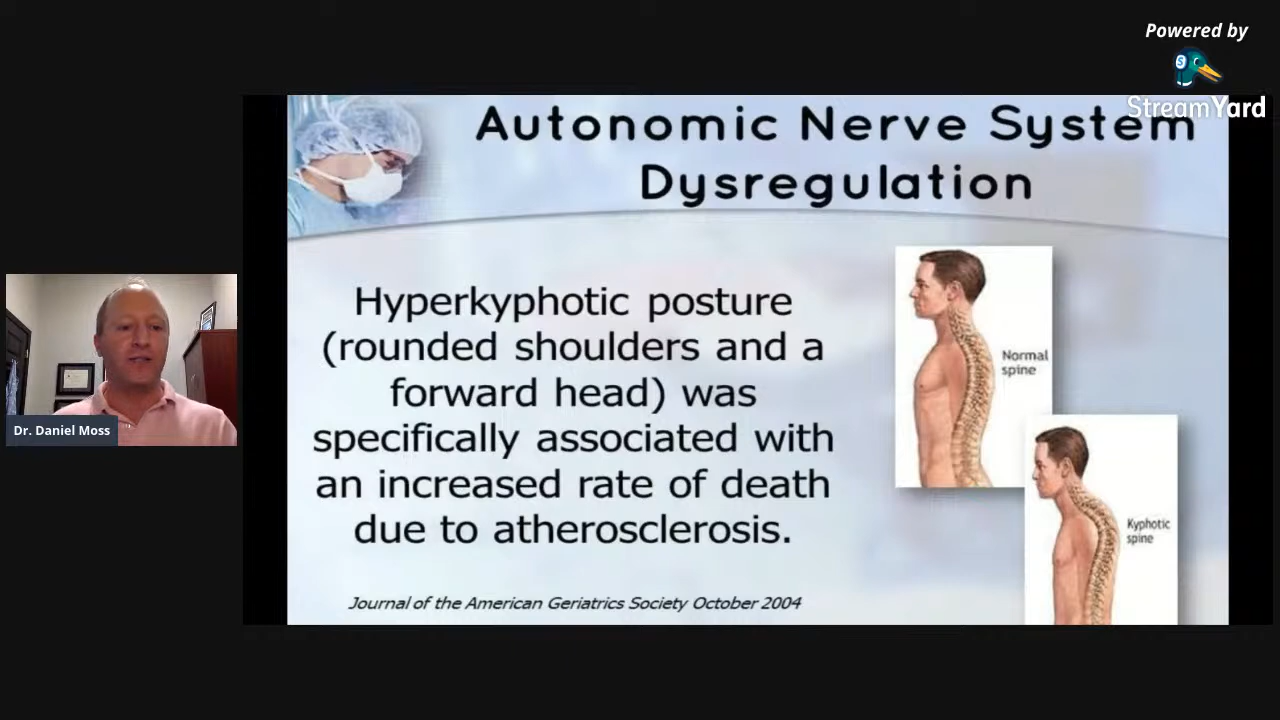 Powered by
StreamYard
Autonomic Nerve System
Dysregulation
Hyperkyphotic posture
(rounded shoulders and a
forward head) was
specifically associated with
an increased rate of death
due to atherosclerosis.
Journal of the American Geriatrics Society October 2004
Normal
spine
Kyphotic
spine
Dr. Daniel Moss